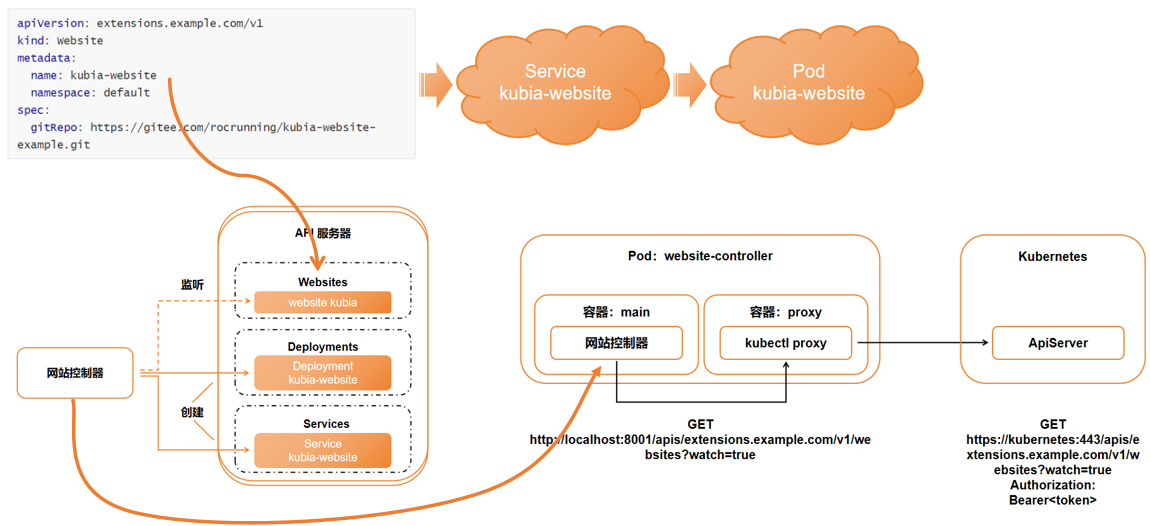 apiVersion: extensions.example.com/v1
kind: website
metadata:
  name: kubia-website
  namespace: default
spec:
  gitRepo: https://gitee.com/rocrunning/kubia-website-
example.git
Service
kubia-website
Pod
kubia-website
API 服务器
监听
Websites
website kubia
Deployments
Deployment
kubia-website
网站控制器
创建
Services
Service
kubia-website
Pod：website-controller
容器：main
网站控制器
容器：proxy
kubectl proxy
GET
http://localhost:8001/apis/extensions.example.com/v1/we
bsites?watch=true
Kubernetes
ApiServer
GET
https://kubernetes:443/apis/e
xtensions.example.com/v1/w
ebsites?watch=true
Authorization:
Bearer<token>